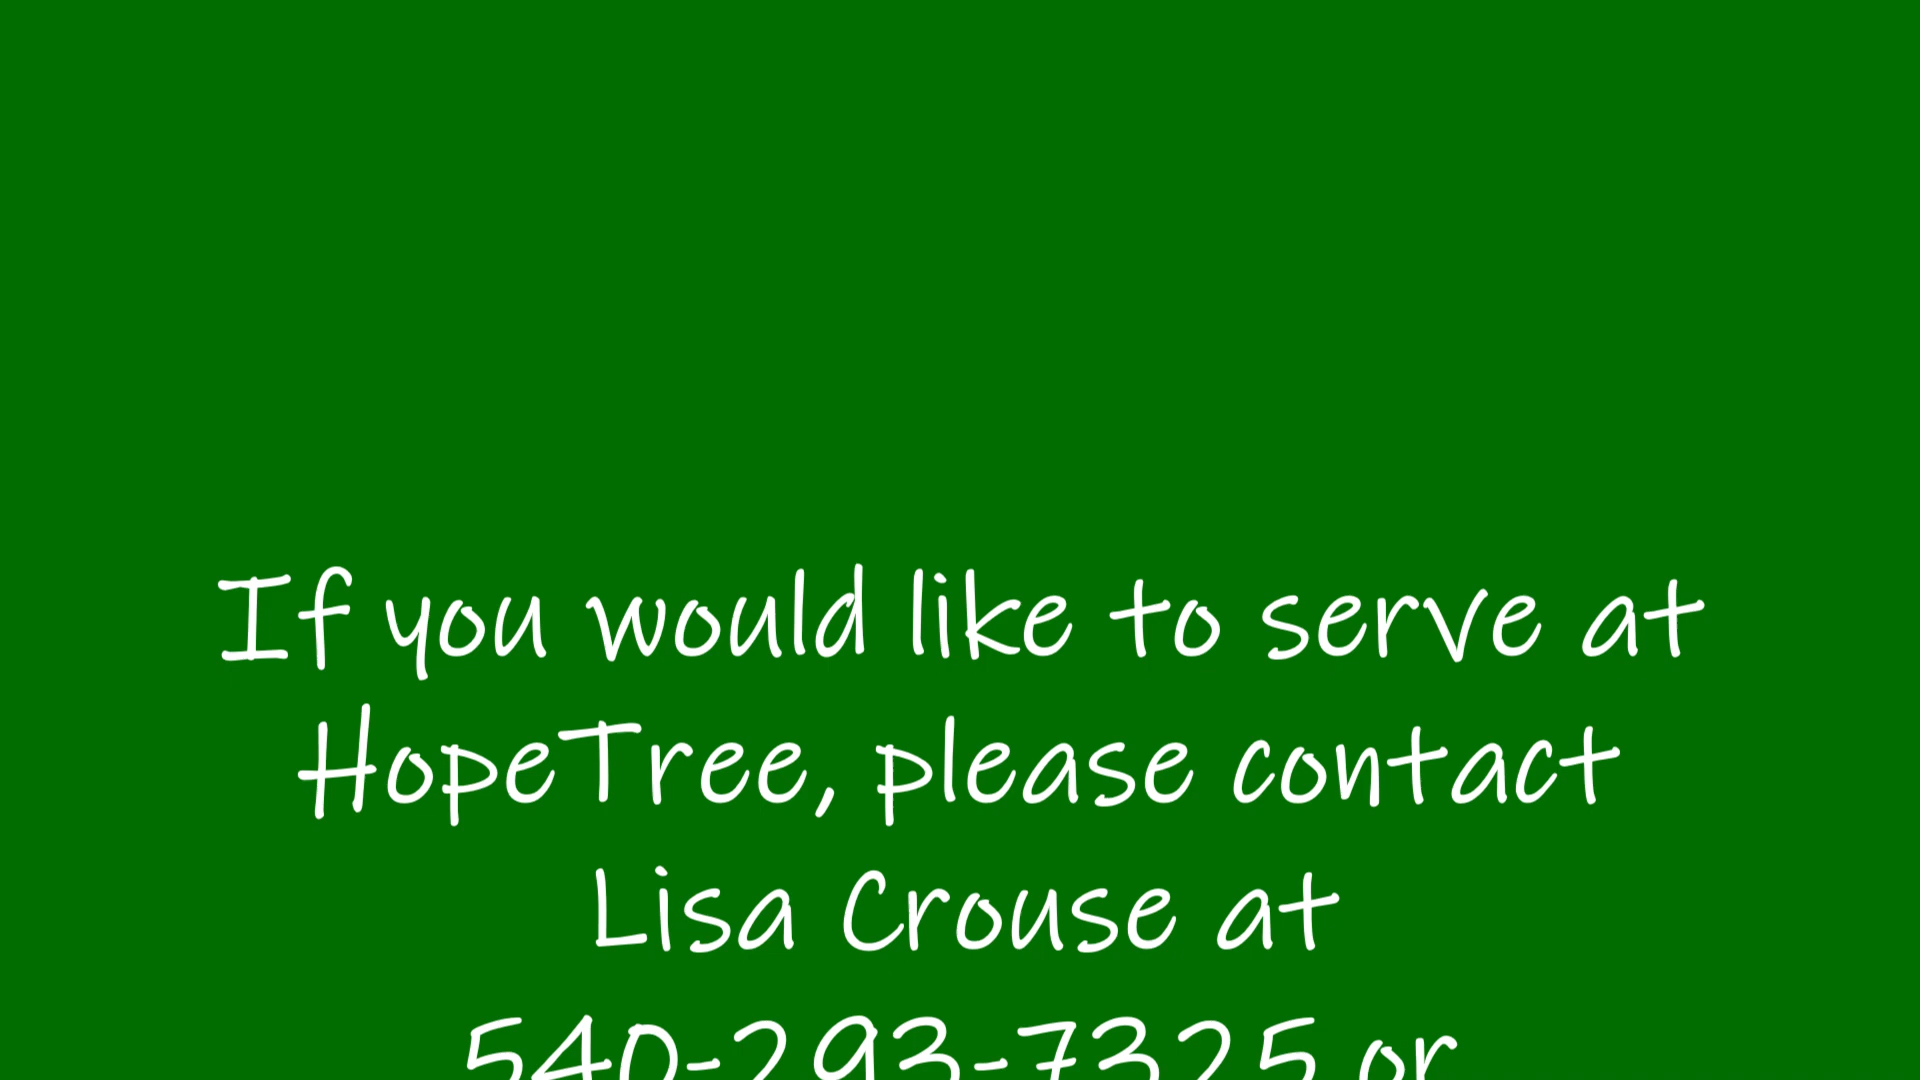 If you would like to serve at
HopeTree, please contact
Lisa Crouse at
540-293-7325 or